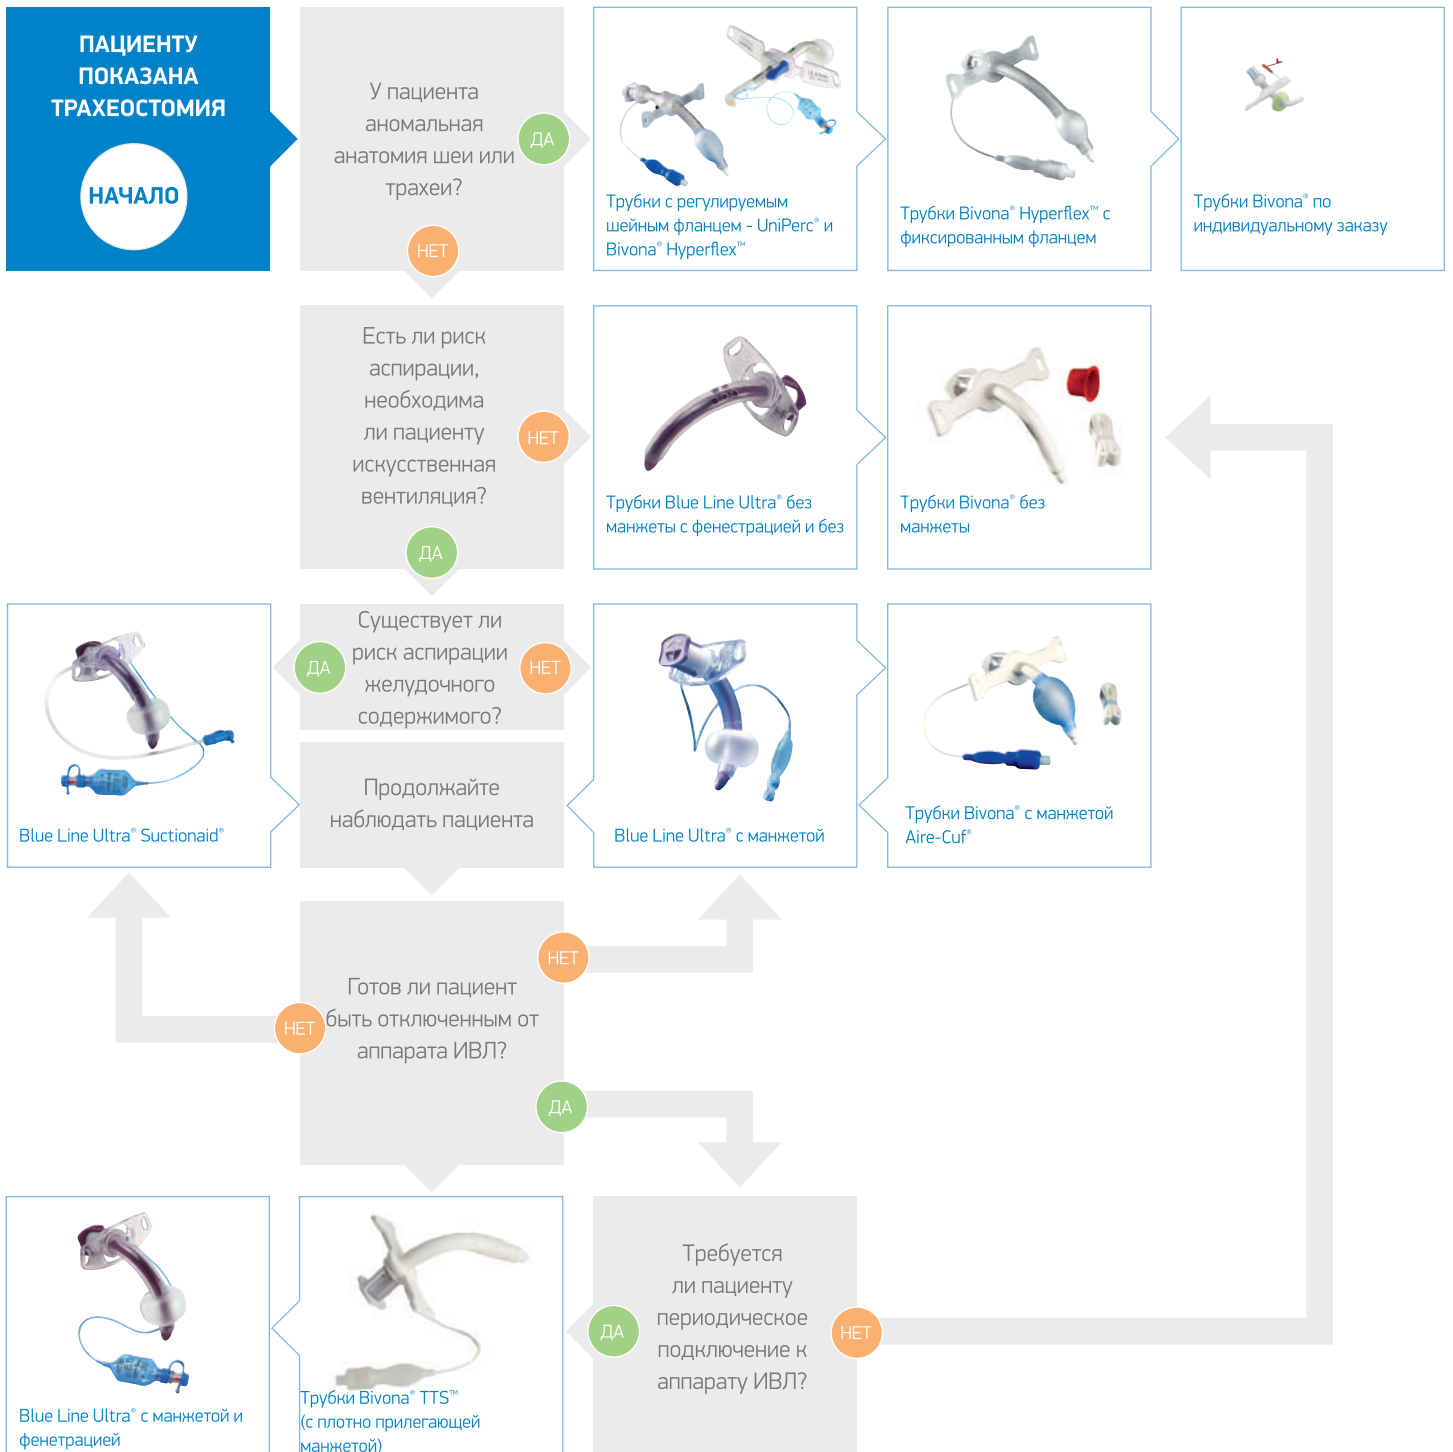 ПАЦИЕНТУ
ПОКАЗАНА
ТРАХЕОСТОМИЯ
НАЧАЛО
У пациента
аномальная
анатомия шеи или
трахеи?
ДА
НЕТ
Трубки с регулируемым
шейным фланцем - UniPerc® и
Bivona® Hyperflex™
Трубки Bivona® Hyperflex™ с
фиксированным фланцем
Трубки Bivona® по
индивидуальному заказу
Есть ли риск
аспирации,
необходима
ли пациенту
искусственная
вентиляция?
НЕТ
ДА
Трубки Blue Line Ultra® без
манжеты с фенестрацией и без
Трубки Bivona® без
манжеты
Существует ли
риск аспирации
желудочного
содержимого?
ДА
НЕТ
Продолжайте
наблюдать пациента
Blue Line Ultra® Suctionaid®
Blue Line Ultra® с манжетой
Трубки Bivona® с манжетой
Aire-Cuf®
Готов ли пациент
быть отключенным от
аппарата ИВЛ?
НЕТ
НЕТ
ДА
Blue Line Ultra® с манжетой и
фенетрацией
Трубки Bivona® TTS™
(с плотно прилегающей
манжетой)
Требуется
ли пациенту
периодическое
подключение к
аппарату ИВЛ?
ДА
НЕТ